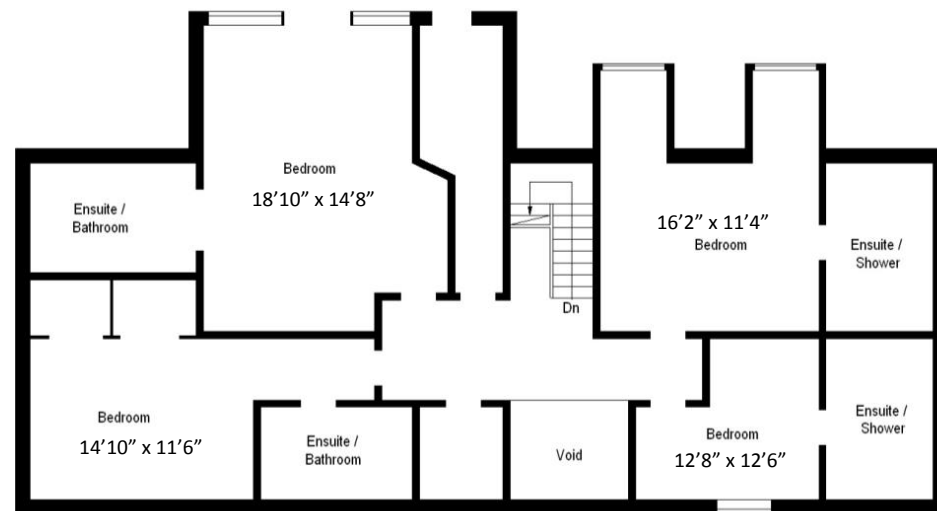 Bedroom
18’10” x 14’8”
Ensuite /
Bathroom
16’2” x 11’4”
Bedroom
Ensuite /
Shower
Dn
Bedroom
14’10” x 11’6”
Ensuite /
Bathroom
Void
Bedroom
12’8” x 12’6”
Ensuite /
Shower